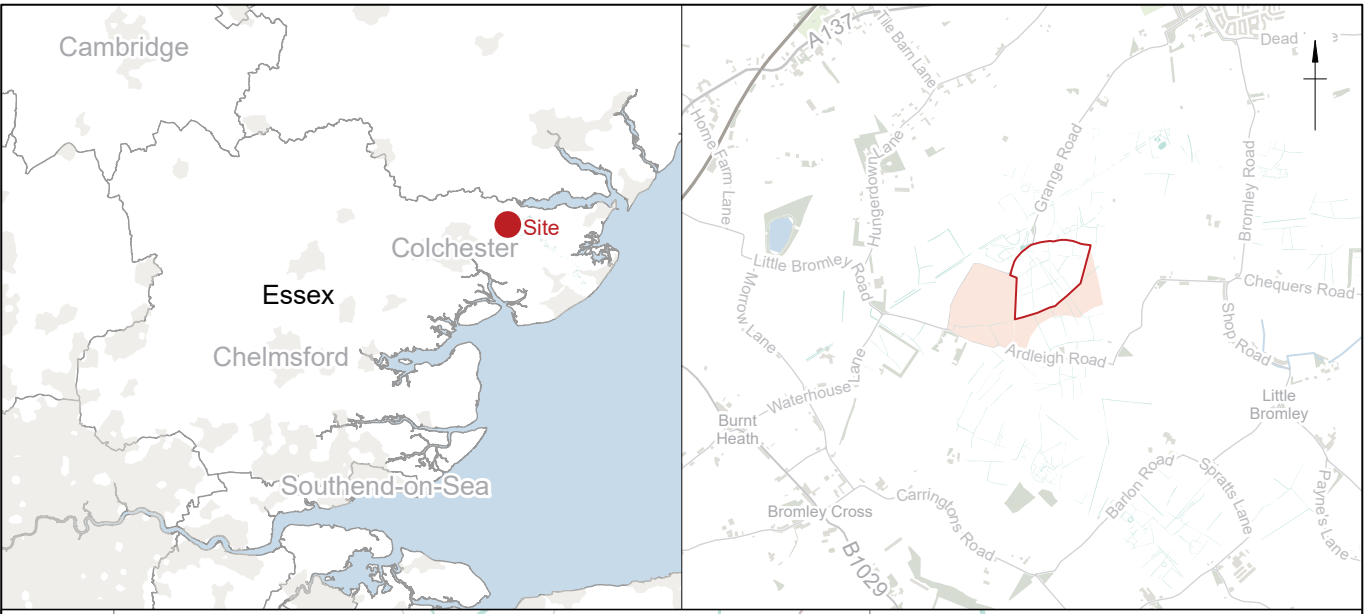 Cambridge
Site
Colchester
Essex
Chelmsford
Southend-on-Sea
A137
Tile Barn Lane
Dead
Home Farm Lane
Hungerdown Lane
Grange Road
Bromley Road
Little Bromley Road
Morrow Lane
Chequers Road
Shop Road
Ardleigh Road
Waterhouse Lane
Burnt
Heath
Little
Bromley
Barlon Road
Spratts Lane
Payne's Lane
Carringtons Road
Bromley Cross
B1029